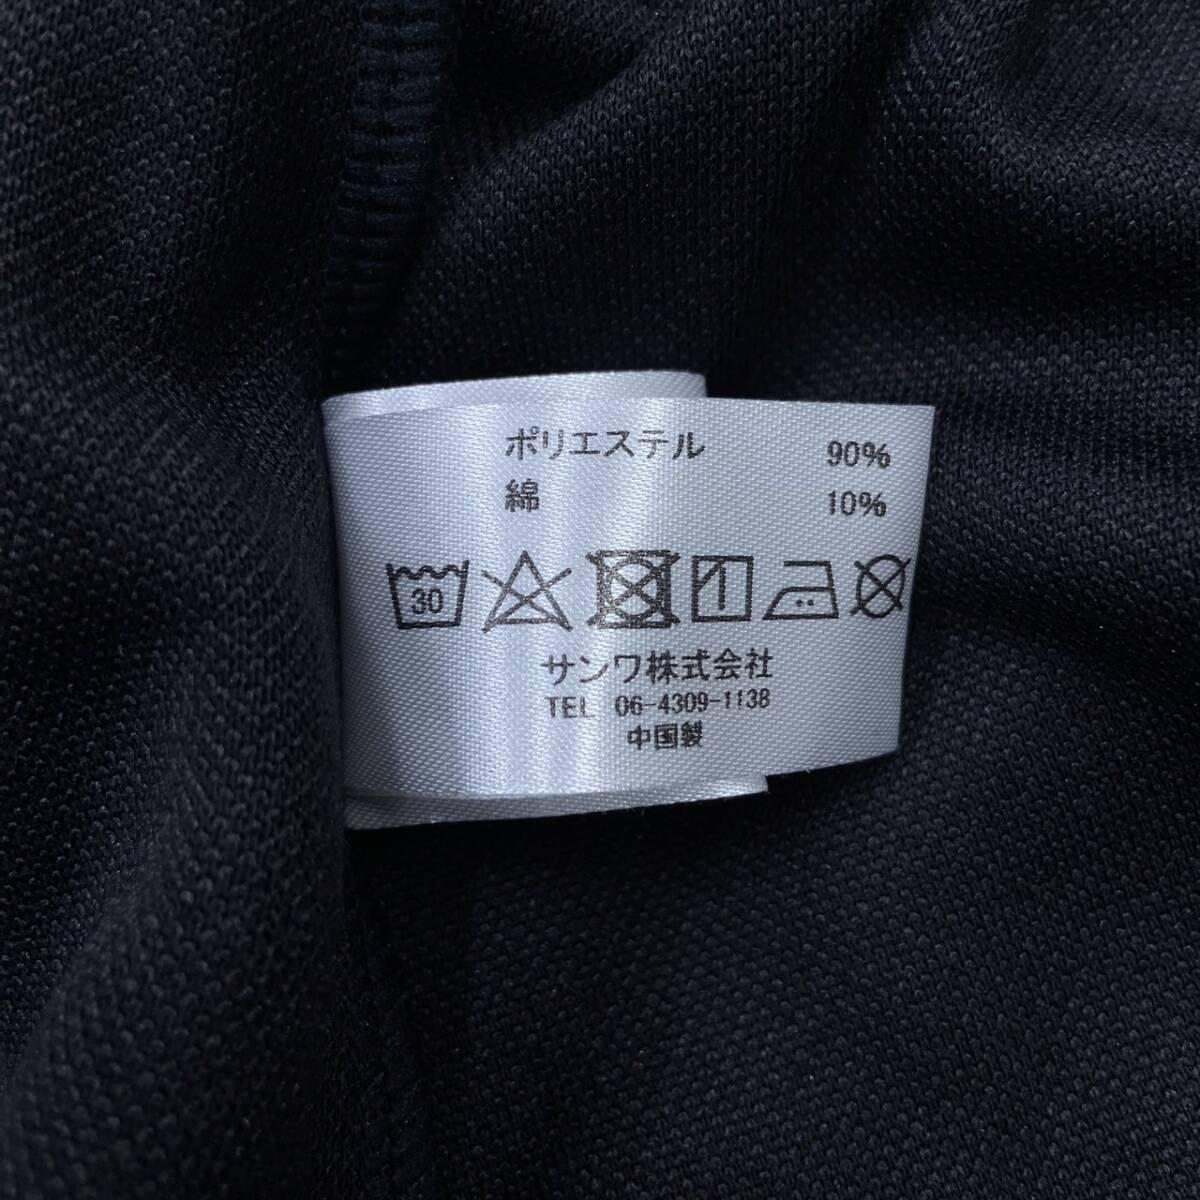 ポリエステル 90%
綿 10%
30
サンワ株式会社
TEL 06-4309-1138
中国製